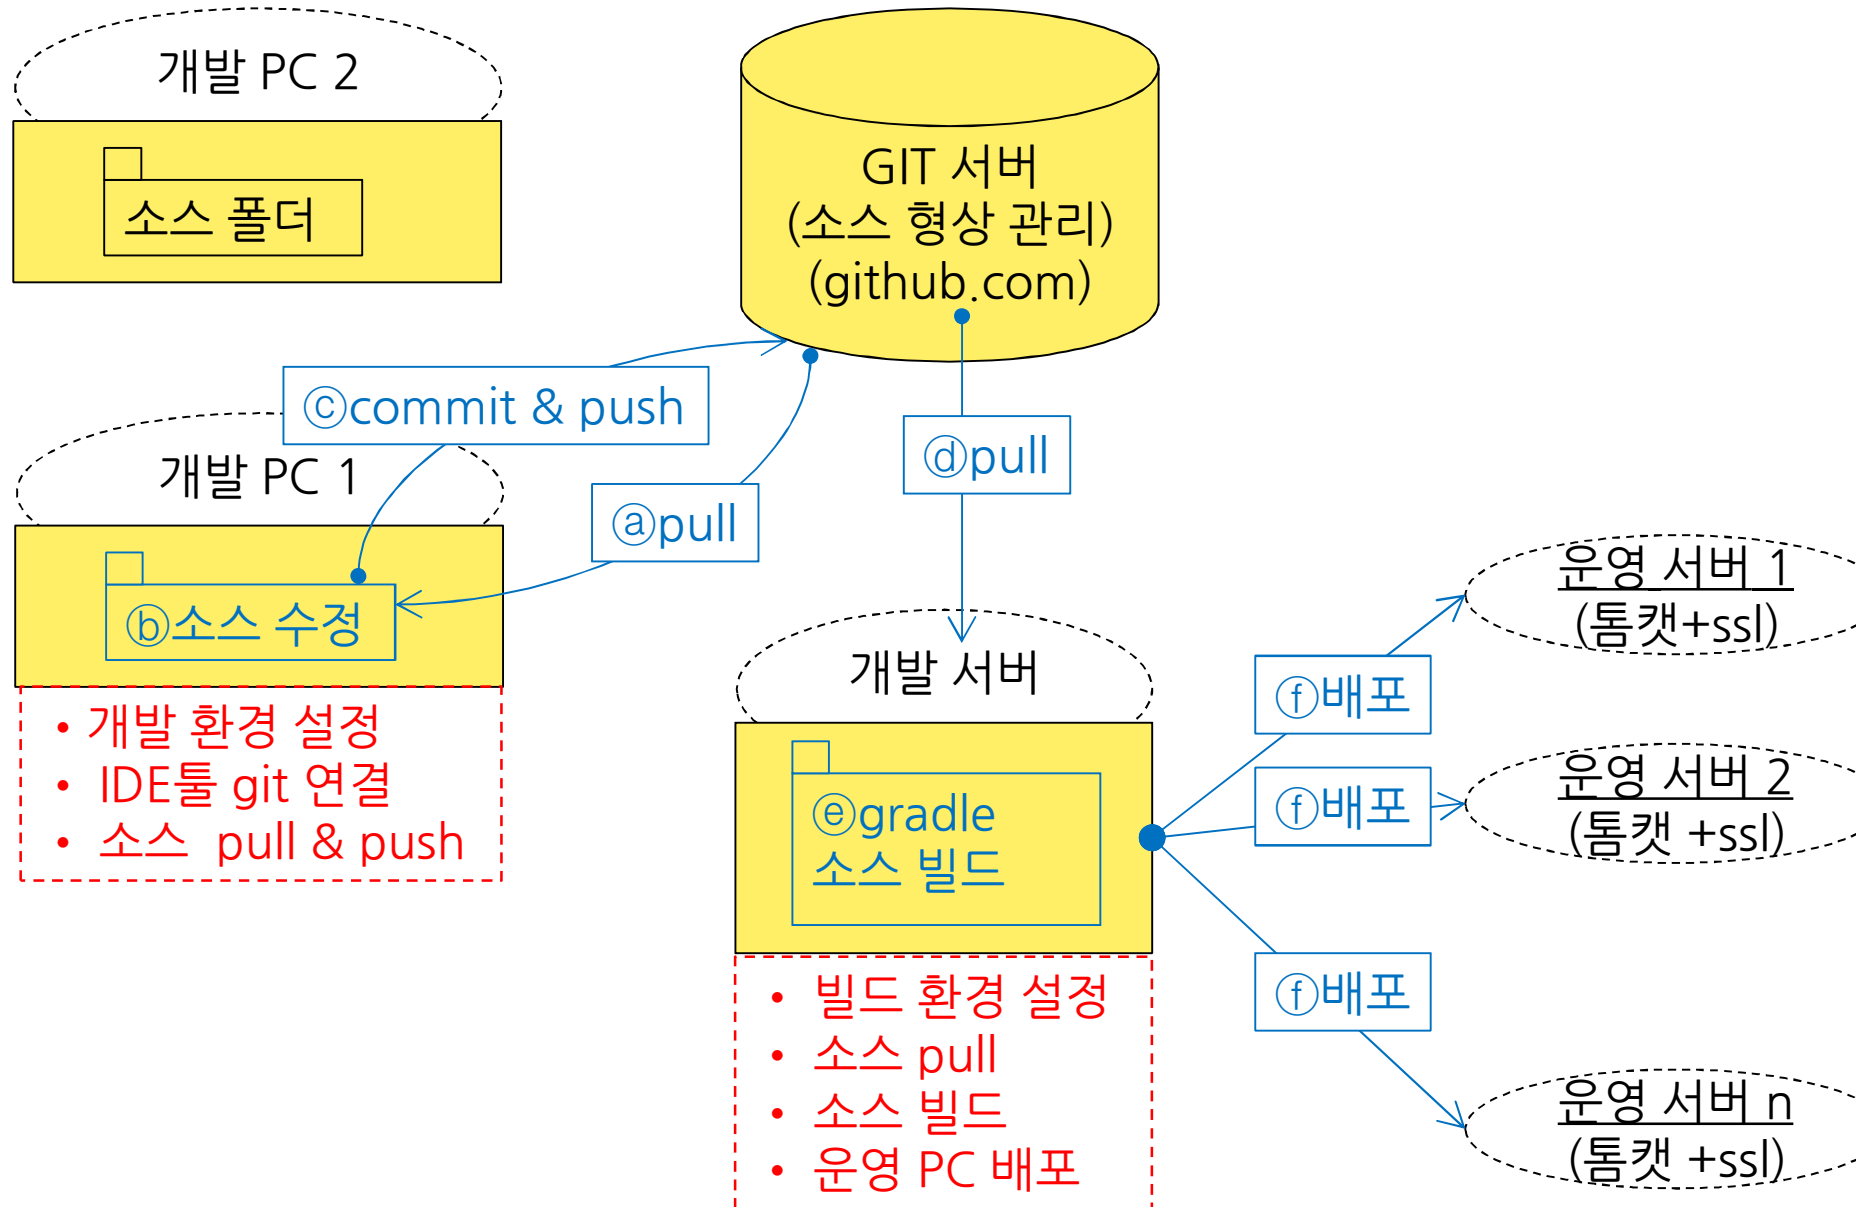 개발 PC 2
소스 폴더
GIT 서버
(소스 형상 관리)
(github.com)
ⓒcommit & push
ⓐpull
ⓓpull
개발 PC 1
ⓑ소스 수정
• 개발 환경 설정
• IDE툴 git 연결
• 소스 pull & push
개발 서버
ⓔgradle
소스 빌드
• 빌드 환경 설정
• 소스 pull
• 소스 빌드
• 운영 PC 배포
ⓕ배포
ⓕ배포
ⓕ배포
운영 서버 1
(톰캣+ssl)
운영 서버 2
(톰캣 +ssl)
운영 서버 n
(톰캣 +ssl)